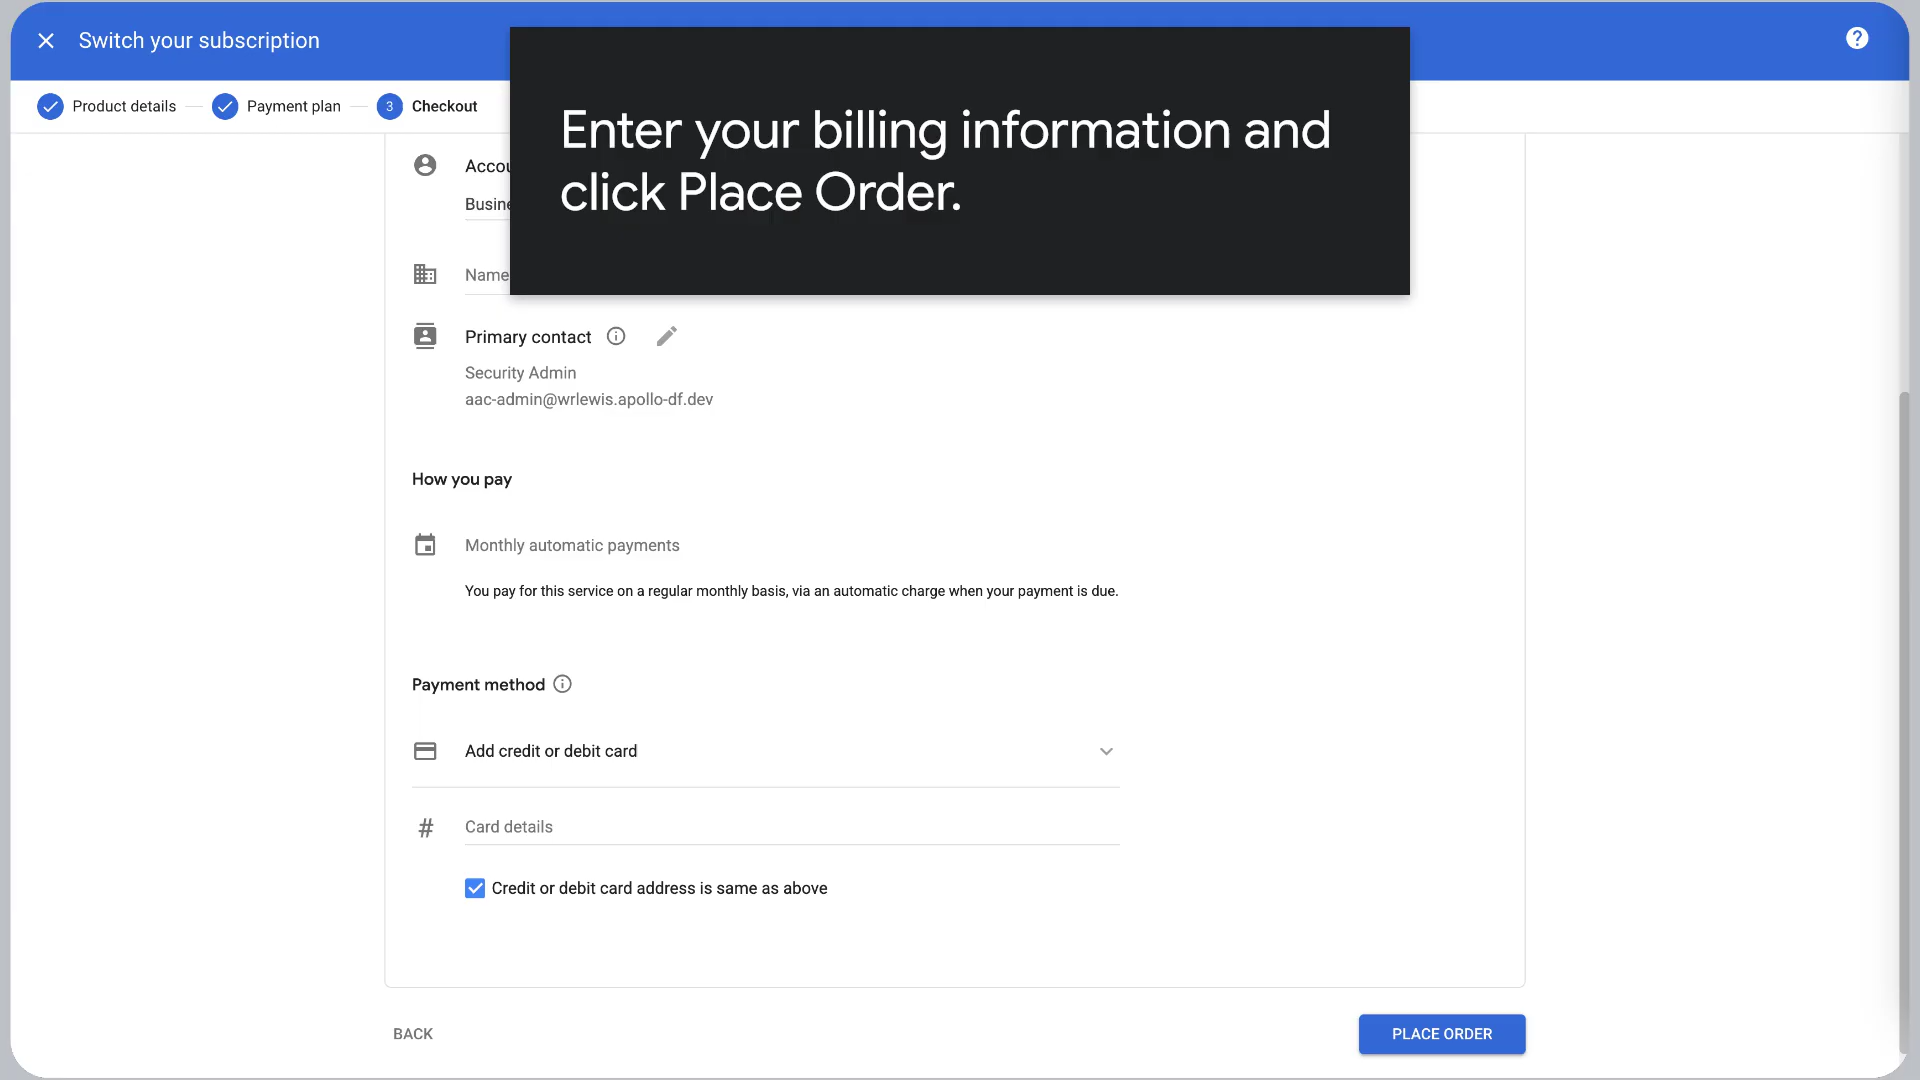 Switch your subscription
?
Product details
Payment plan
3 Checkout
Enter your billing information and
click Place Order.
Name
Primary contact
Security Admin
aac-admin@wrlewis.apollo-df.dev
How you pay
Monthly automatic payments
You pay for this service on a regular monthly basis, via an automatic charge when your payment is due.
Payment method
Add credit or debit card
# Card details
Credit or debit card address is same as above
BACK
PLACE ORDER